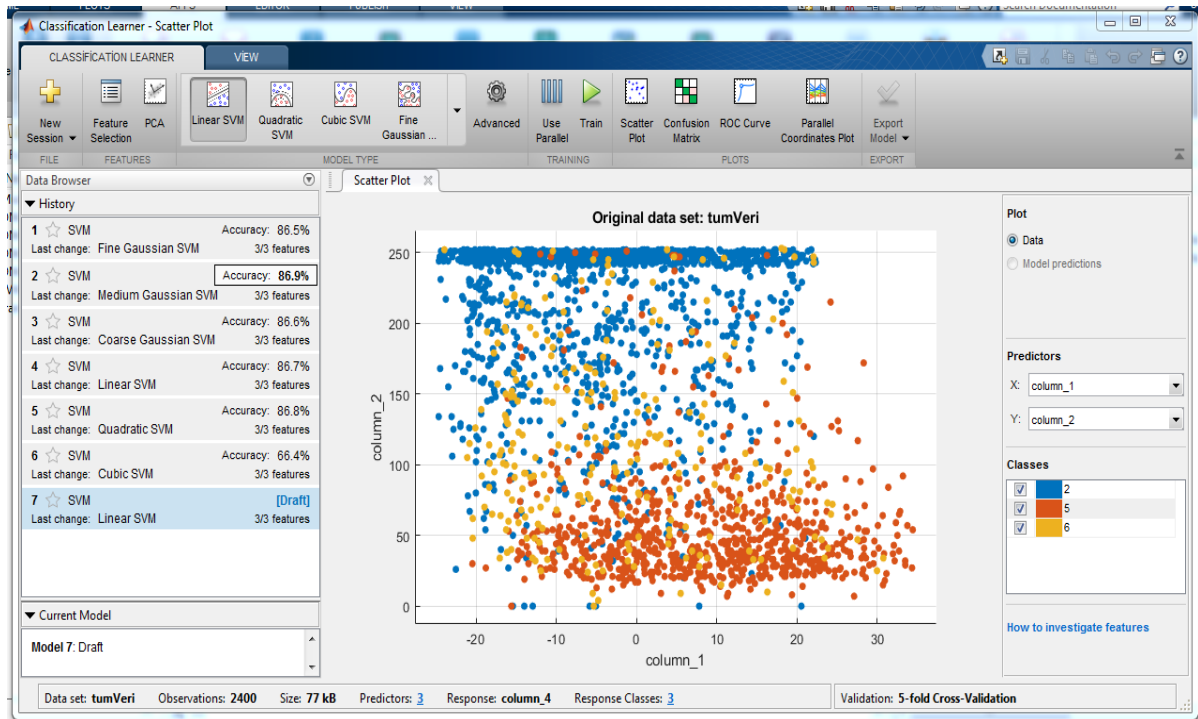 PLOTS APPS EDITOR PUBLISH VIEW Search Documentation
Classification Learner - Scatter Plot
CLASSIFICATION LEARNER VİEW
New Session
Feature Selection
PCA
Linear SVM
Quadratic SVM
Cubic SVM
Fine Gaussian ...
Advanced
Use Parallel
Train
Scatter Plot
Confusion Matrix
ROC Curve
Parallel Coordinates Plot
Export Model
FILE FEATURES MODEL TYPE TRAINING PLOTS EXPORT
Data Browser
Scatter Plot
History
1 SVM Accuracy: 86.5%
Last change: Fine Gaussian SVM 3/3 features
2 SVM Accuracy: 86.9%
Last change: Medium Gaussian SVM 3/3 features
3 SVM Accuracy: 86.6%
Last change: Coarse Gaussian SVM 3/3 features
4 SVM Accuracy: 86.7%
Last change: Linear SVM 3/3 features
5 SVM Accuracy: 86.8%
Last change: Quadratic SVM 3/3 features
6 SVM Accuracy: 66.4%
Last change: Cubic SVM 3/3 features
7 SVM [Draft]
Last change: Linear SVM 3/3 features
Current Model
Model 7: Draft
Original data set: tumVeri
250
200
150
100
50
0
column_2
-20 -10 0 10 20 30
column_1
Plot
Data
Model predictions
Predictors
X: column_1
Y: column_2
Classes
2
5
6
How to investigate features
Data set: tumVeri Observations: 2400 Size: 77 kB Predictors: 3 Response: column_4 Response Classes: 3 Validation: 5-fold Cross-Validation